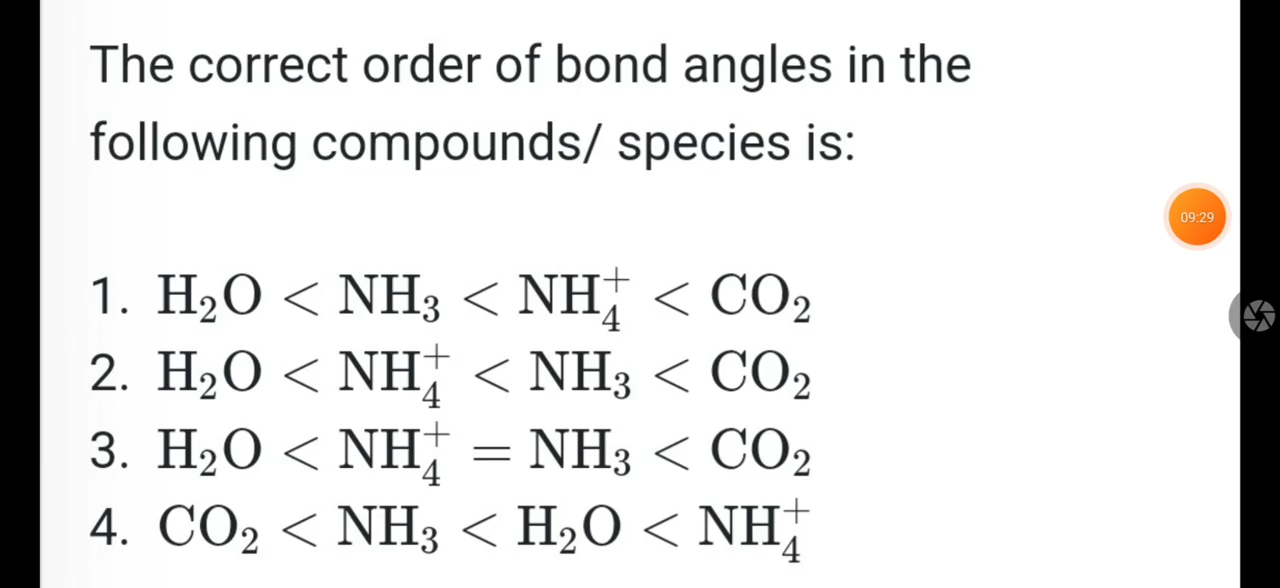 The correct order of bond angles in the
following compounds/ species is:
09:29
1. H₂O < NH₃ < NH₄⁺ < CO₂
2. H₂O < NH₄⁺ < NH₃ < CO₂
3. H₂O < NH₄⁺ = NH₃ < CO₂
4. CO₂ < NH₃ < H₂O < NH₄⁺